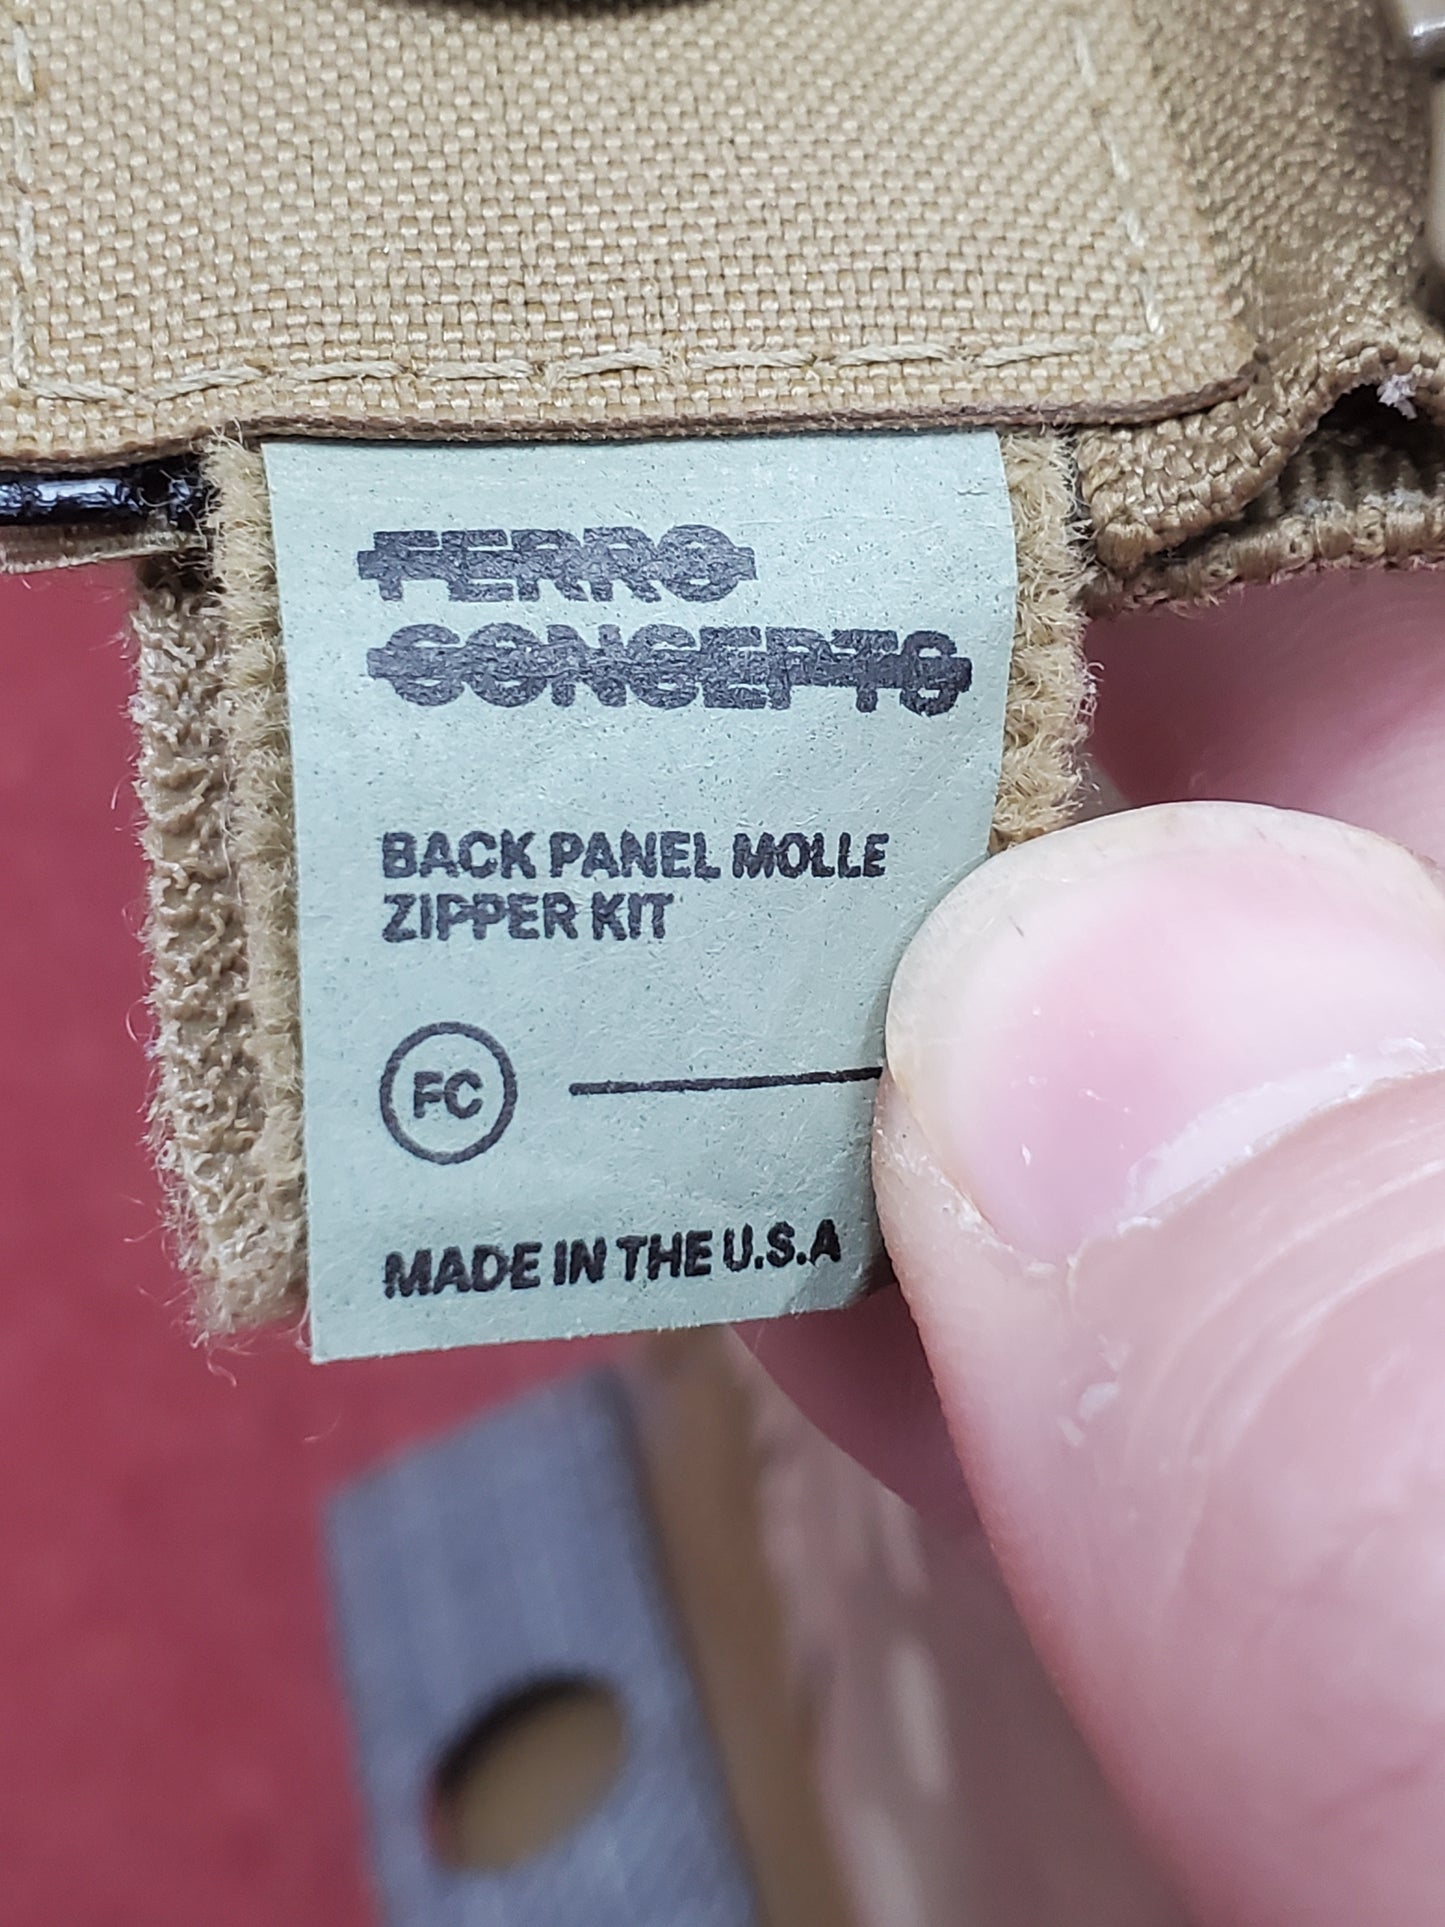 FERRO
CONCEPTS
BACK PANEL MOLLE
ZIPPER KIT
FC
MADE IN THE U.S.A